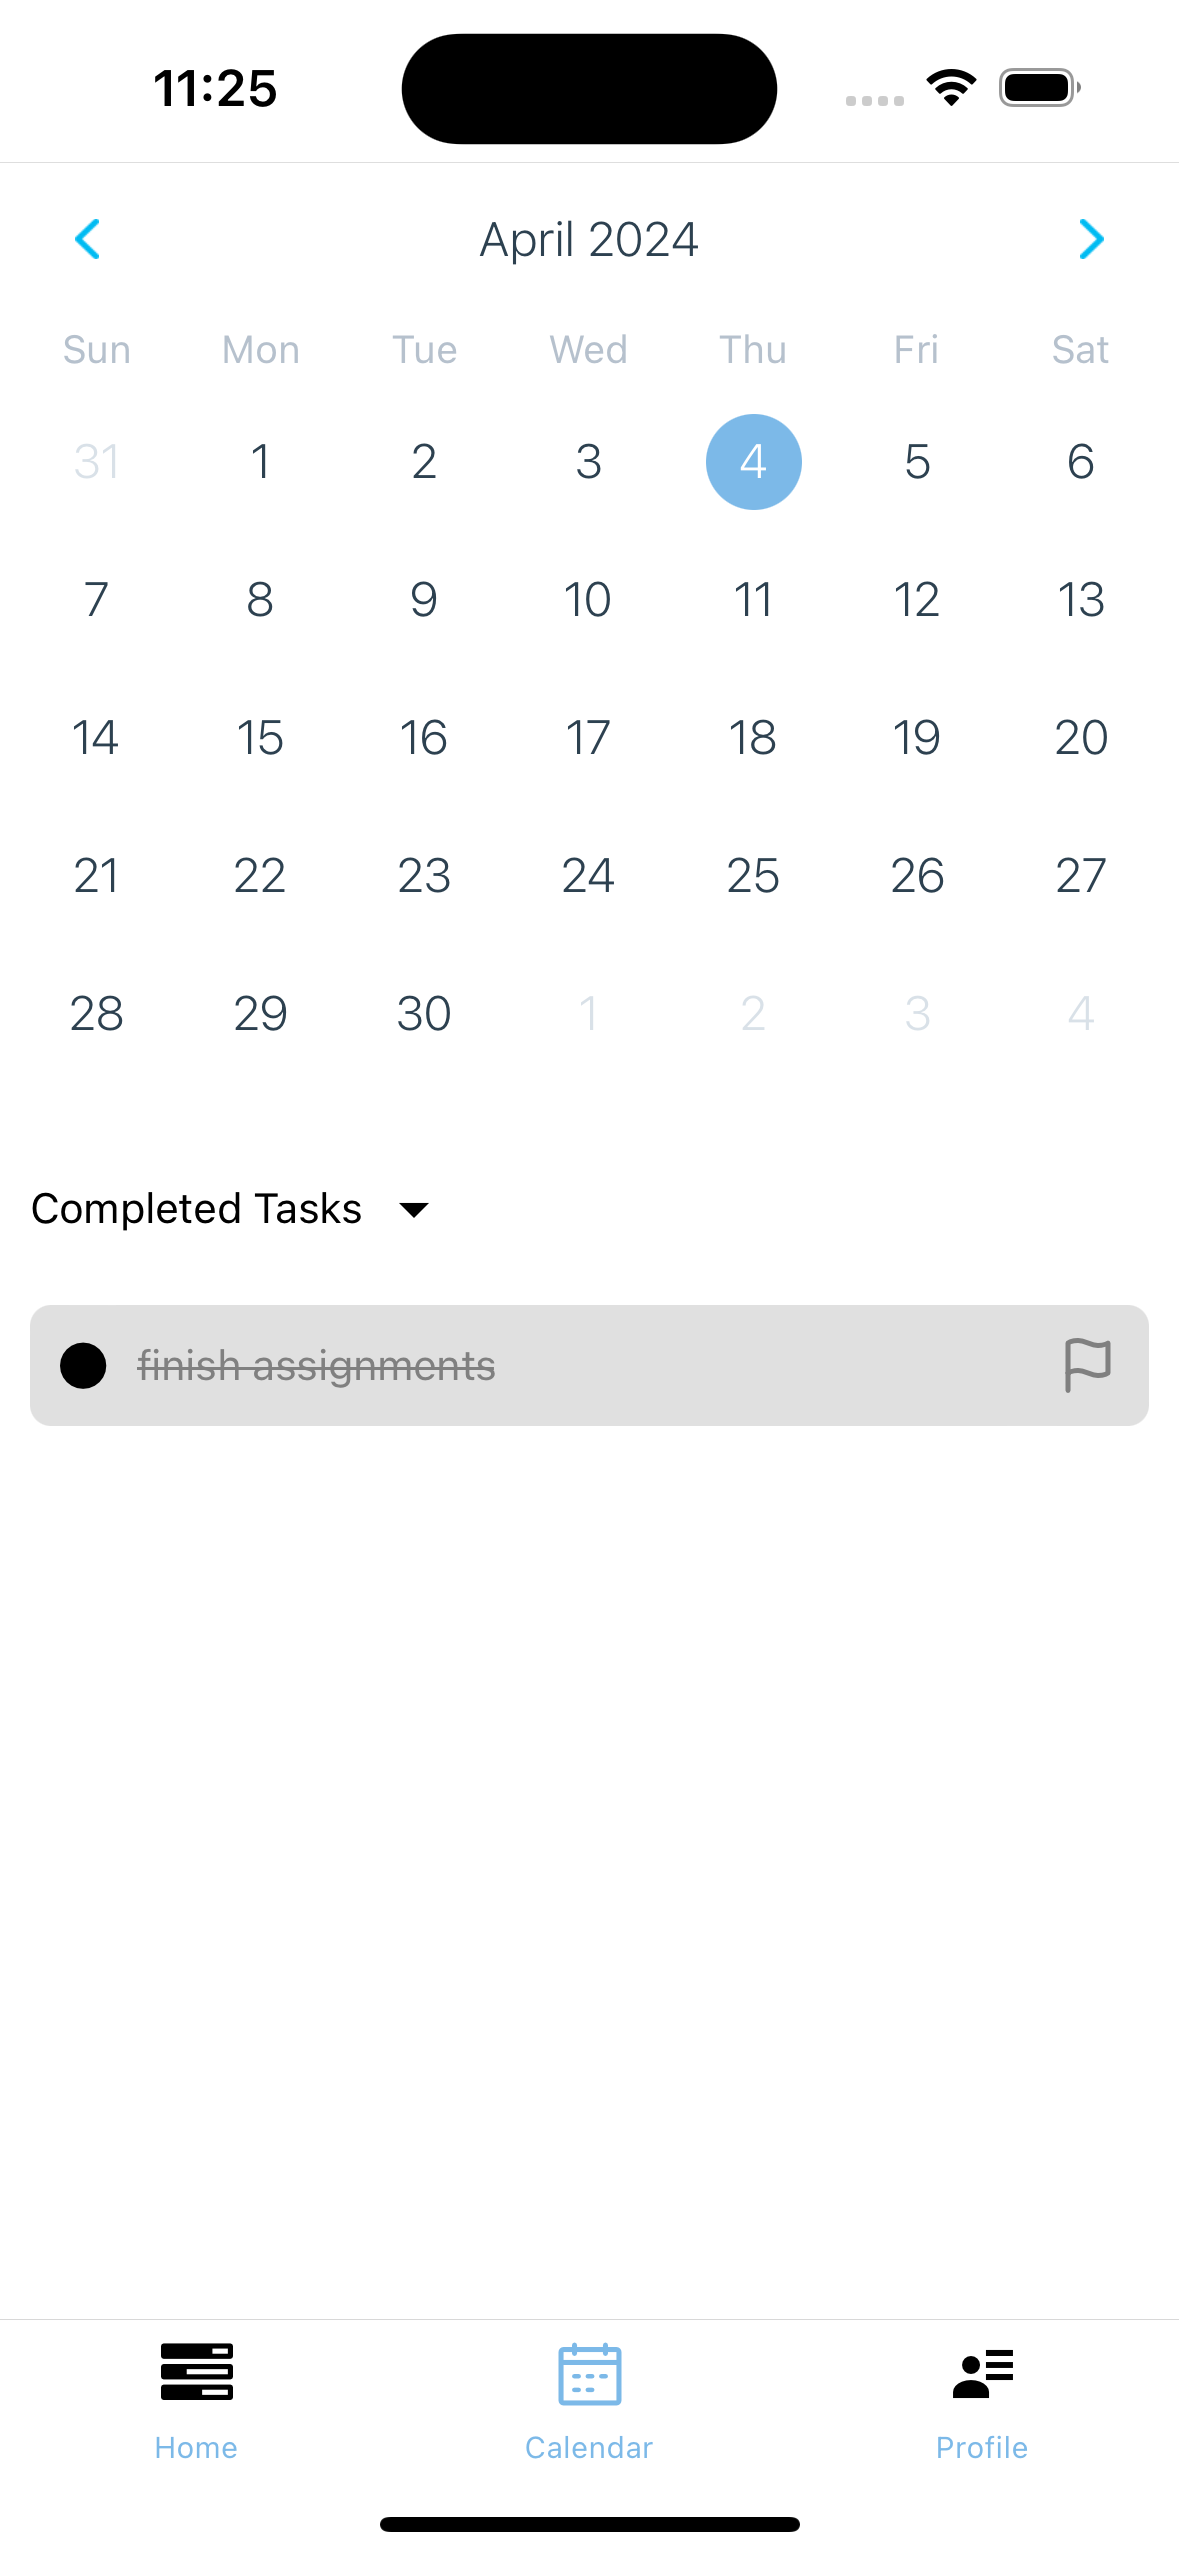 11:25
April 2024
Sun Mon Tue Wed Thu Fri Sat
31 1 2 3 4 5 6
7 8 9 10 11 12 13
14 15 16 17 18 19 20
21 22 23 24 25 26 27
28 29 30 1 2 3 4
Completed Tasks
finish assignments
Home Calendar Profile